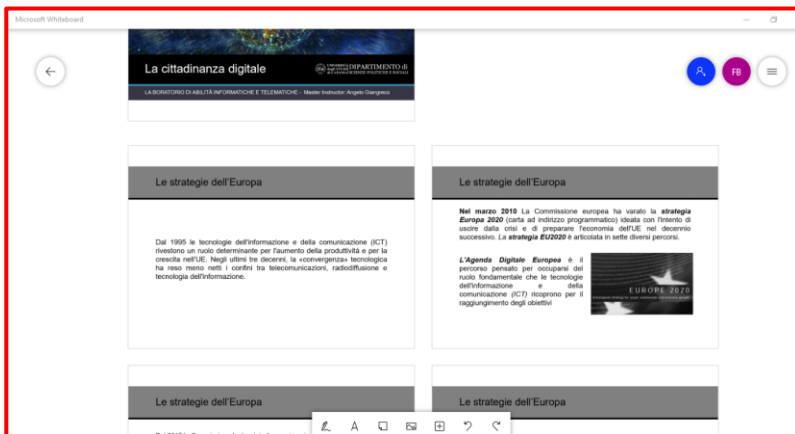 Microsoft Whiteboard
La cittadinanza digitale
DIPARTIMENTO di
SCIENZE POLITICHE E SOCIALI
FB
LA BORATORIO DI ABILITÀ INFORMATICHE E TELEMATICHE - Master Instructor: Angelo Giangreco
Le strategie dell'Europa
Dal 1995 le tecnologie dell'informazione e della comunicazione (ICT)
rivestono un ruolo determinante per l'aumento della produttività e per la
crescita nell'UE. Negli ultimi tre decenni, la «convergenza» tecnologica
ha reso meno netti i confini tra telecomunicazioni, radiodiffusione e
tecnologia dell'informazione.
Le strategie dell'Europa
Nel marzo 2010 La Commissione europea ha varato la strategia
Europa 2020 (carta ad indirizzo programmatico) ideata con l'intento di
uscire dalla crisi e di preparare l'economia dell'UE nel decennio
successivo. La strategia EU2020 è articolata in sette diversi percorsi.
L'Agenda Digitale Europea è il
percorso pensato per occuparsi del
ruolo fondamentale che le tecnologie
dell'informazione e della
comunicazione (ICT) ricoprono per il
raggiungimento degli obiettivi
EUROPE 2020
Le strategie dell'Europa
Le strategie dell'Europa
A